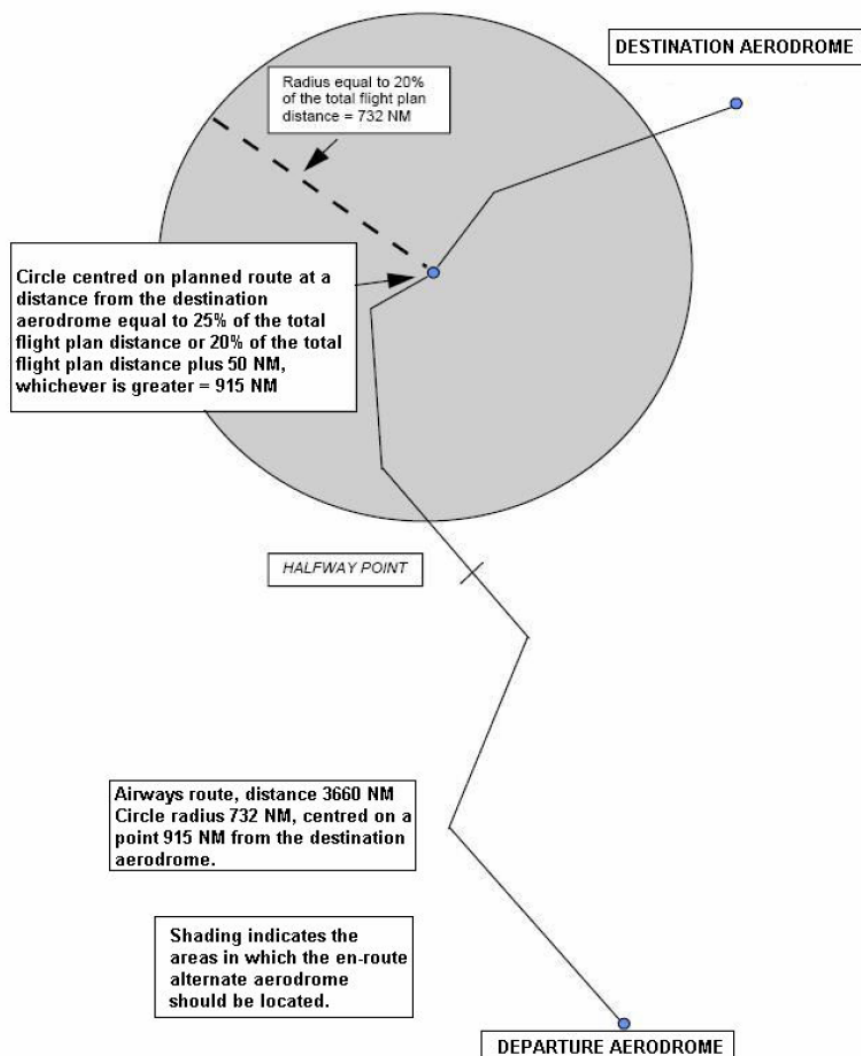 DESTINATION AERODROME
Radius equal to 20%
of the total flight plan
distance = 732 NM
Circle centred on planned route at a
distance from the destination
aerodrome equal to 25% of the total
flight plan distance or 20% of the total
flight plan distance plus 50 NM,
whichever is greater = 915 NM
HALFWAY POINT
Airways route, distance 3660 NM
Circle radius 732 NM, centred on a
point 915 NM from the destination
aerodrome.
Shading indicates the
areas in which the en-route
alternate aerodrome
should be located.
DEPARTURE AERODROME